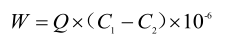 W = Q×（C₁ − C₂）×10⁻⁶